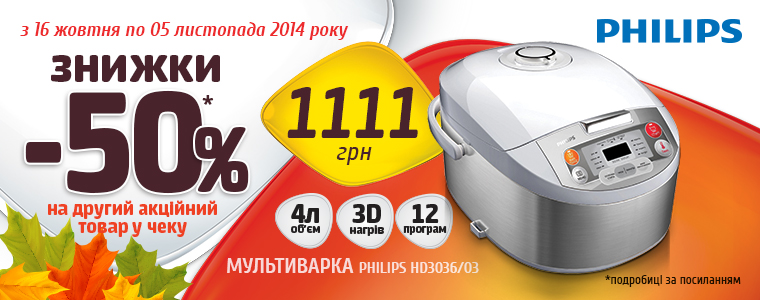 з 16 жовтня по 05 листопада 2014 року
ЗНИЖКИ
-50%*
на другий акційний
товар у чеку
1111
грн
4л
об'єм
3D
нагрів
12
програм
МУЛЬТИВАРКА PHILIPS HD3036/03
PHILIPS
*подробиці за посиланням